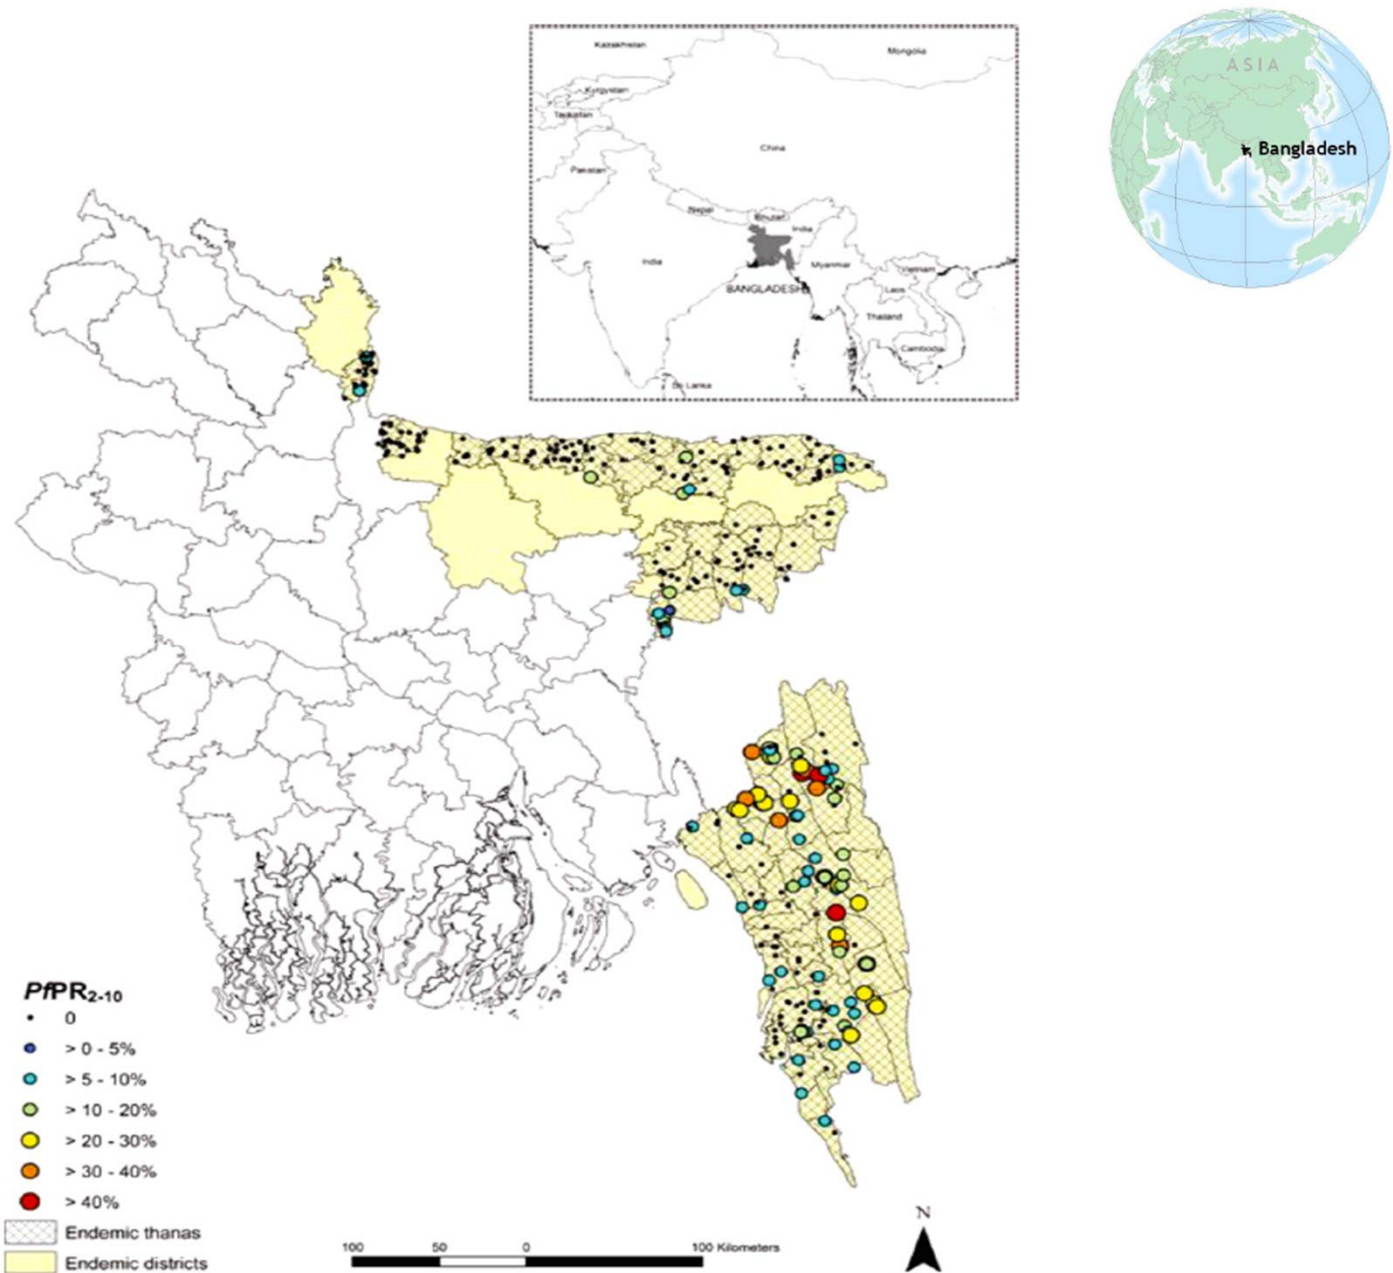 Kazakhstan
Mongolia
Kyrgystan
Taskistan
China
Pakistan
Nepal
Bhutan
India
India
Myanmar
Vietnam
BANGLADESH
Laos
Thailand
Cambodia
Sri Lanka
ASIA
Bangladesh
PfPR2-10
0
> 0 - 5%
> 5 - 10%
> 10 - 20%
> 20 - 30%
> 30 - 40%
> 40%
Endemic thanas
Endemic districts
100 50 0 100 Kilometers
N